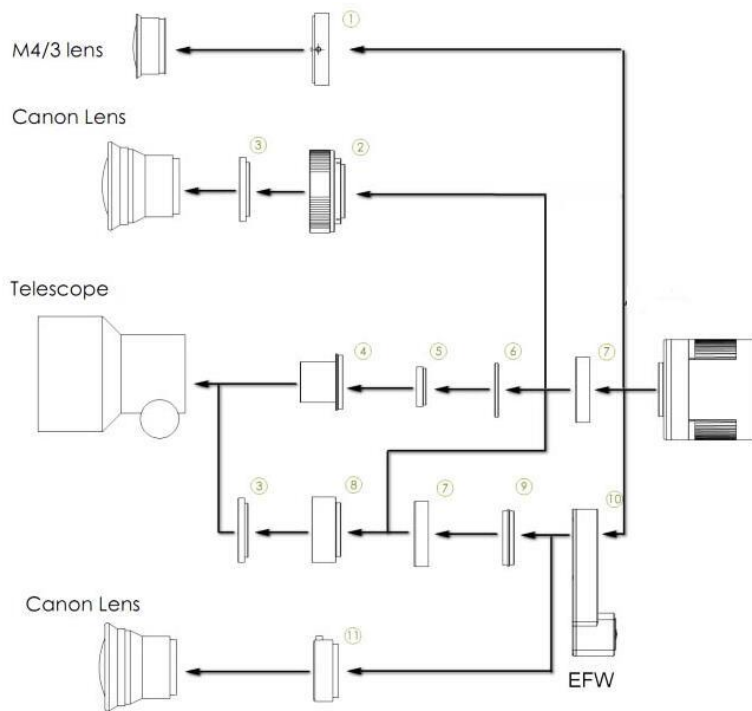 ①
M4/3 lens
Canon Lens
③ ②
Telescope
④ ⑤ ⑥ ⑦
③ ⑧ ⑦ ⑨ ⑩
Canon Lens
⑪
EFW